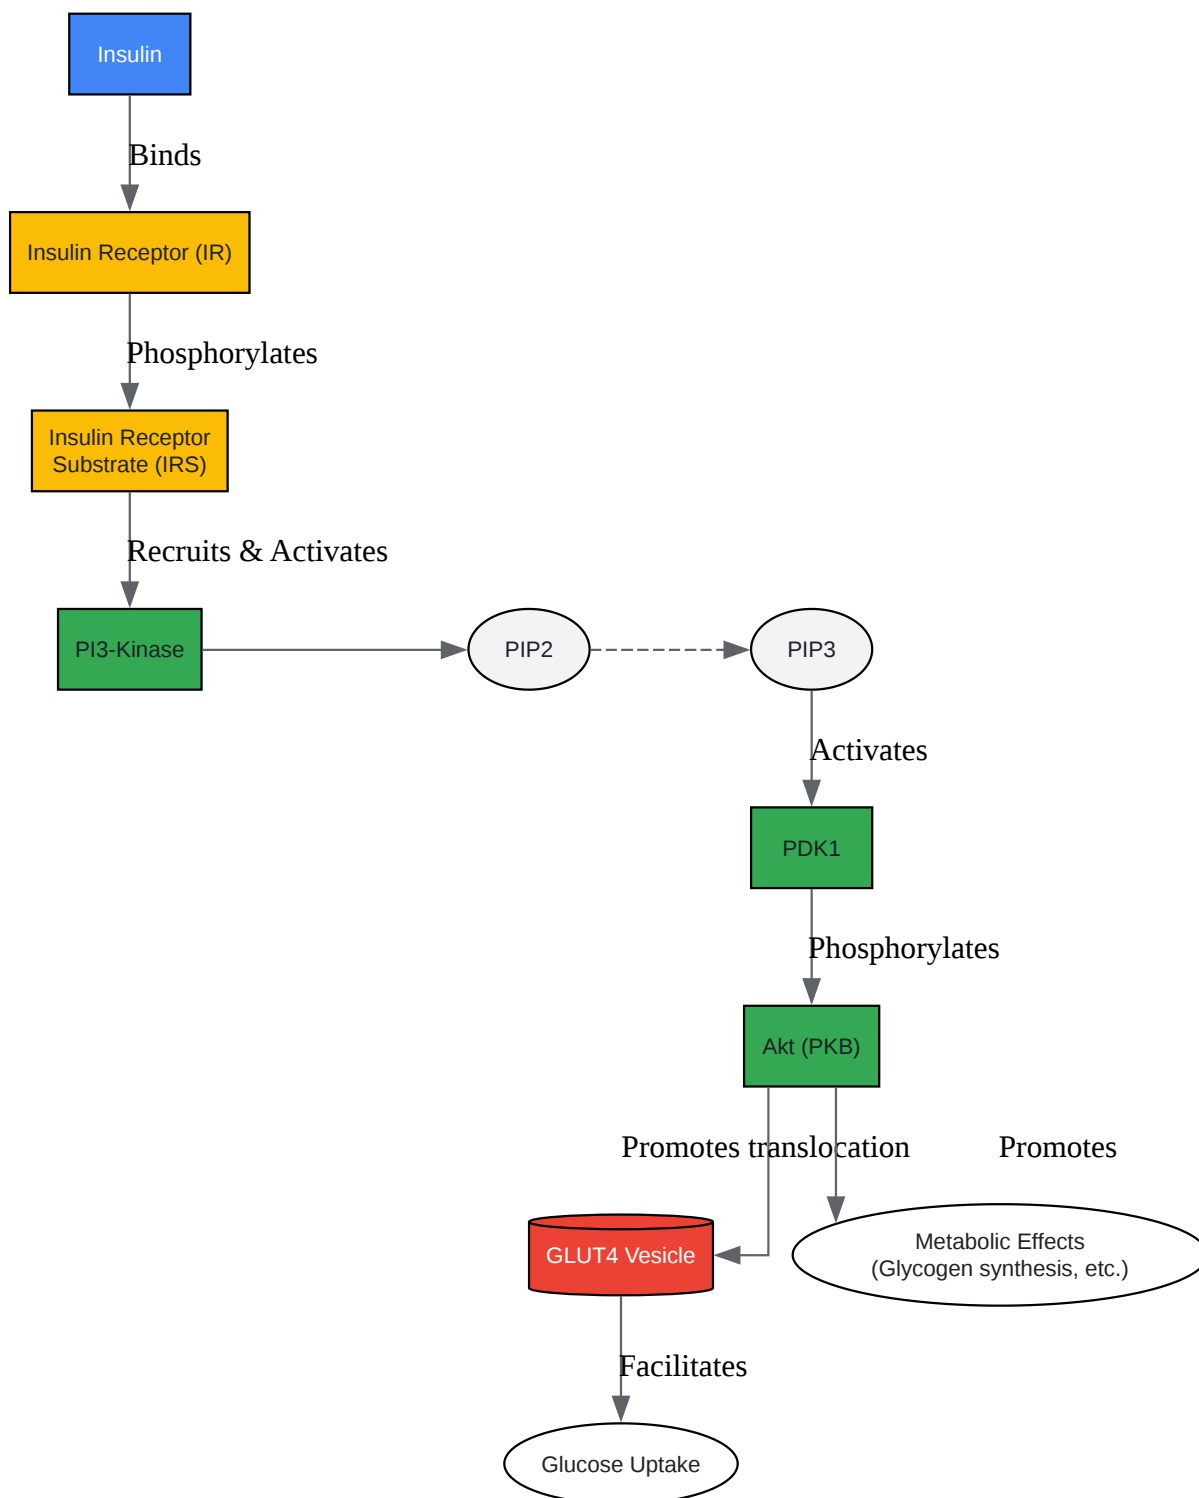 Insulin
Binds
Insulin Receptor (IR)
Phosphorylates
Insulin Receptor
Substrate (IRS)
Recruits & Activates
PI3-Kinase
PIP2
PIP3
Activates
PDK1
Phosphorylates
Akt (PKB)
Promotes translocation
Promotes
GLUT4 Vesicle
Metabolic Effects
(Glycogen synthesis, etc.)
Facilitates
Glucose Uptake